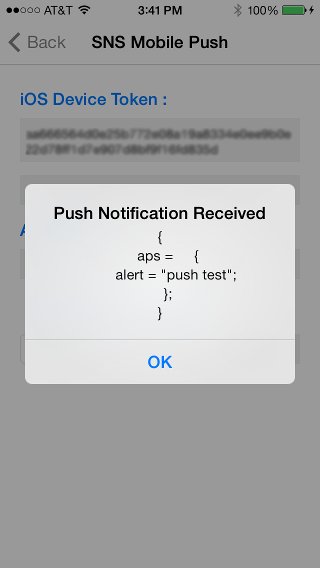 AT&T 3:41 PM 100%
Back SNS Mobile Push
iOS Device Token :
Push Notification Received
{
aps =     {
alert = "push test";
};
}
OK